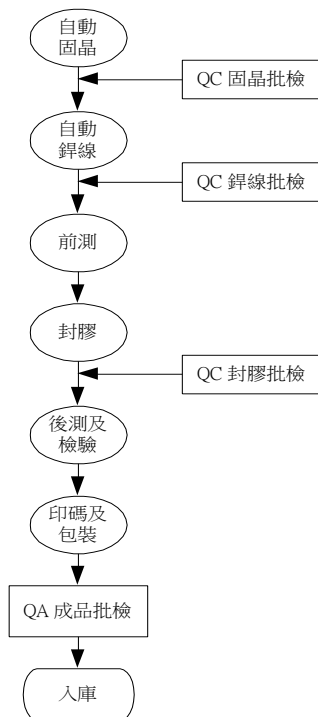 自動
固晶
QC 固晶批檢
自動
銲線
QC 銲線批檢
前測
封膠
QC 封膠批檢
後測及
檢驗
印碼及
包裝
QA 成品批檢
入庫